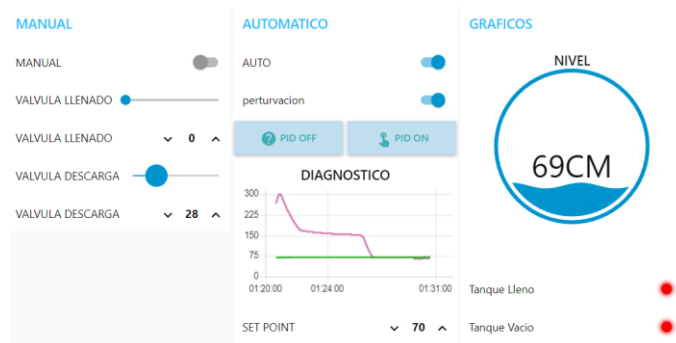 MANUAL
MANUAL
VALVULA LLENADO
VALVULA LLENADO 0
VALVULA DESCARGA
VALVULA DESCARGA 28
AUTOMATICO
AUTO
perturvacion
PID OFF PID ON
DIAGNOSTICO
300
225
150
75
0
01:20:00 01:24:00 01:31:00
SET POINT 70
GRAFICOS
NIVEL
69CM
Tanque Lleno
Tanque Vacio